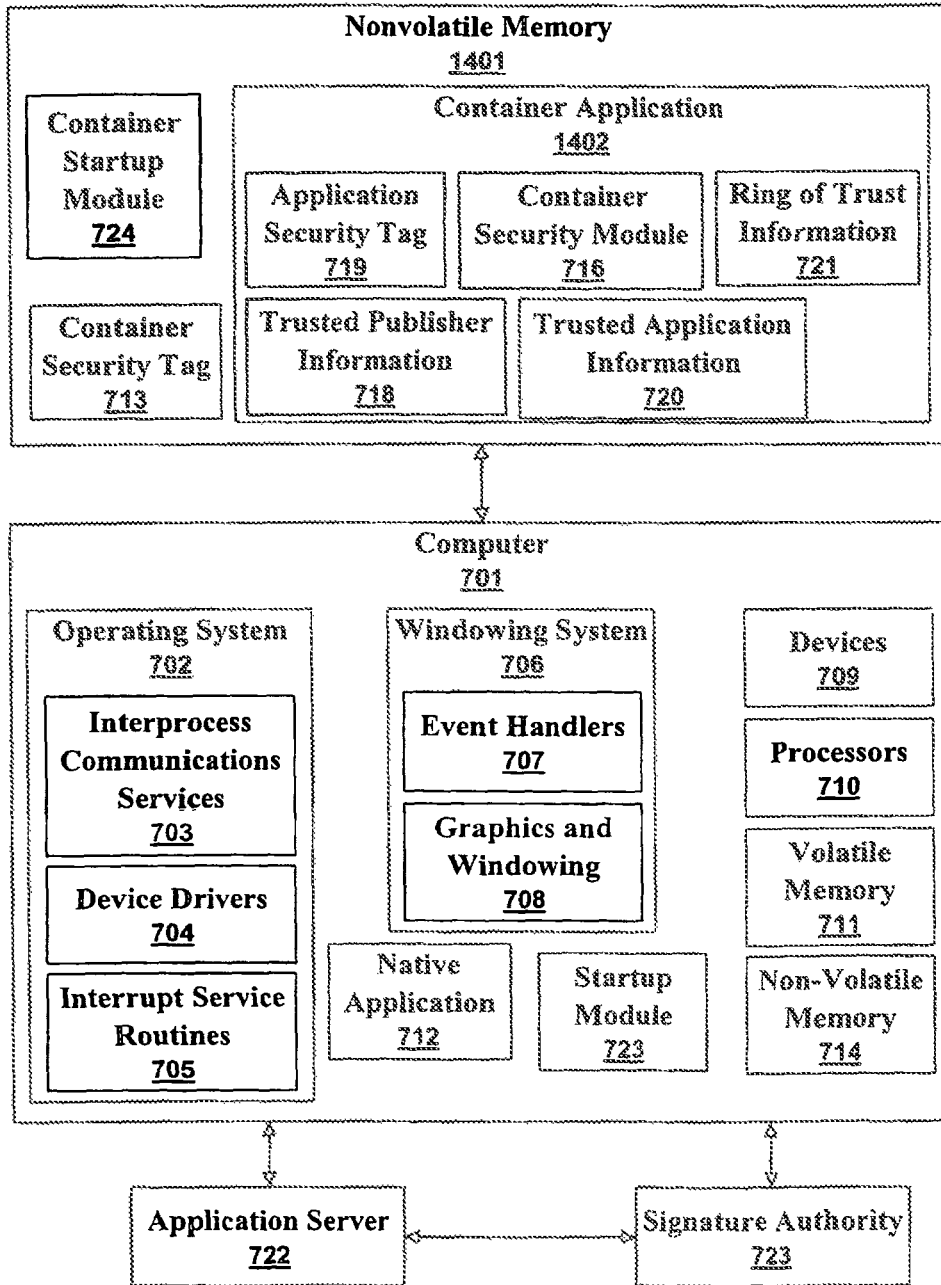 Nonvolatile Memory
1401
Container
Startup
Module
724
Container Application
1402
Application
Security Tag
719
Container
Security Module
716
Ring of Trust
Information
721
Container
Security Tag
713
Trusted Publisher
Information
718
Trusted Application
Information
720
Computer
701
Operating System
702
Interprocess
Communications
Services
703
Device Drivers
704
Interrupt Service
Routines
705
Windowing System
706
Event Handlers
707
Graphics and
Windowing
708
Native
Application
712
Startup
Module
723
Devices
709
Processors
710
Volatile
Memory
711
Non-Volatile
Memory
714
Application Server
722
Signature Authority
723